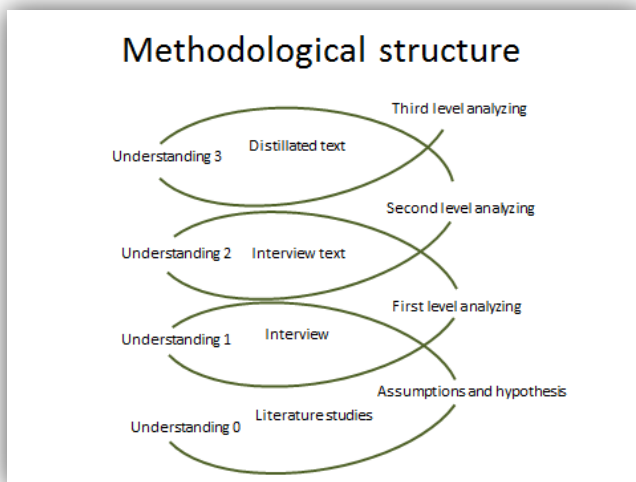 Methodological structure
Third level analyzing
Distillated text
Understanding 3
Second level analyzing
Understanding 2
Interview text
First level analyzing
Interview
Understanding 1
Assumptions and hypothesis
Literature studies
Understanding 0